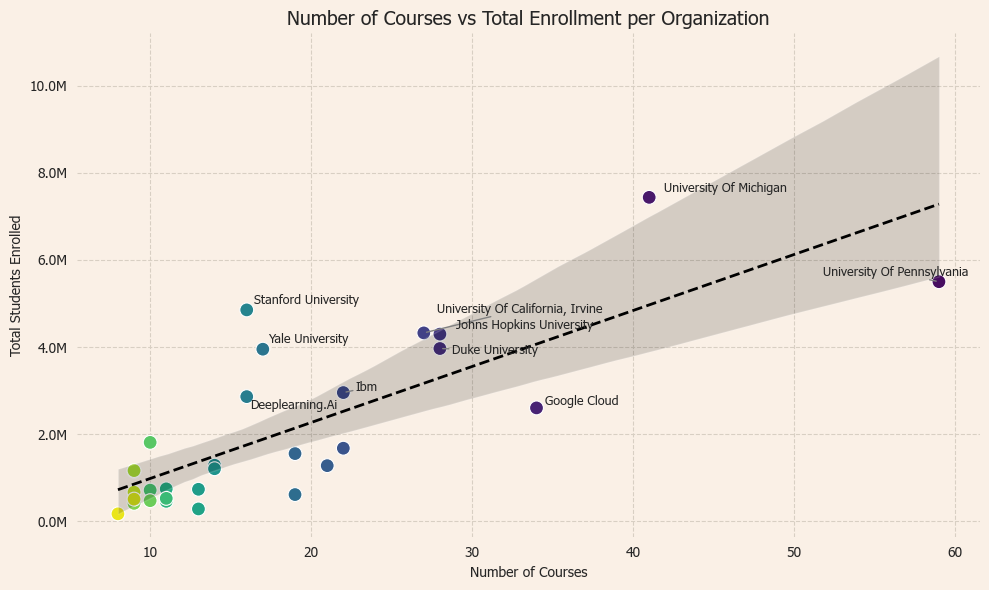 Number of Courses vs Total Enrollment per Organization
Total Students Enrolled
10.0M
8.0M
6.0M
4.0M
2.0M
0.0M
University Of Michigan
University Of Pennsylvania
Stanford University
University Of California, Irvine
Johns Hopkins University
Yale University
Duke University
Ibm
Deeplearning.Ai
Google Cloud
10
20
30
40
50
60
Number of Courses